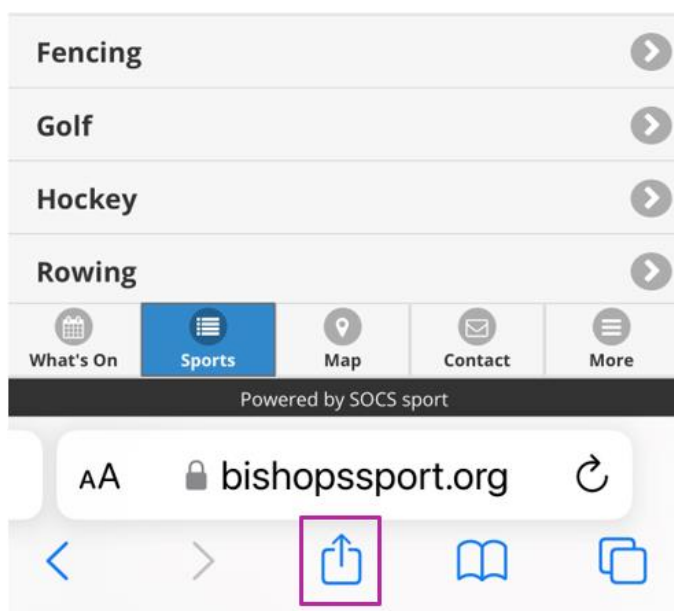 Fencing
Golf
Hockey
Rowing
What's On Sports Map Contact More
Powered by SOCS sport
AA bishopssport.org